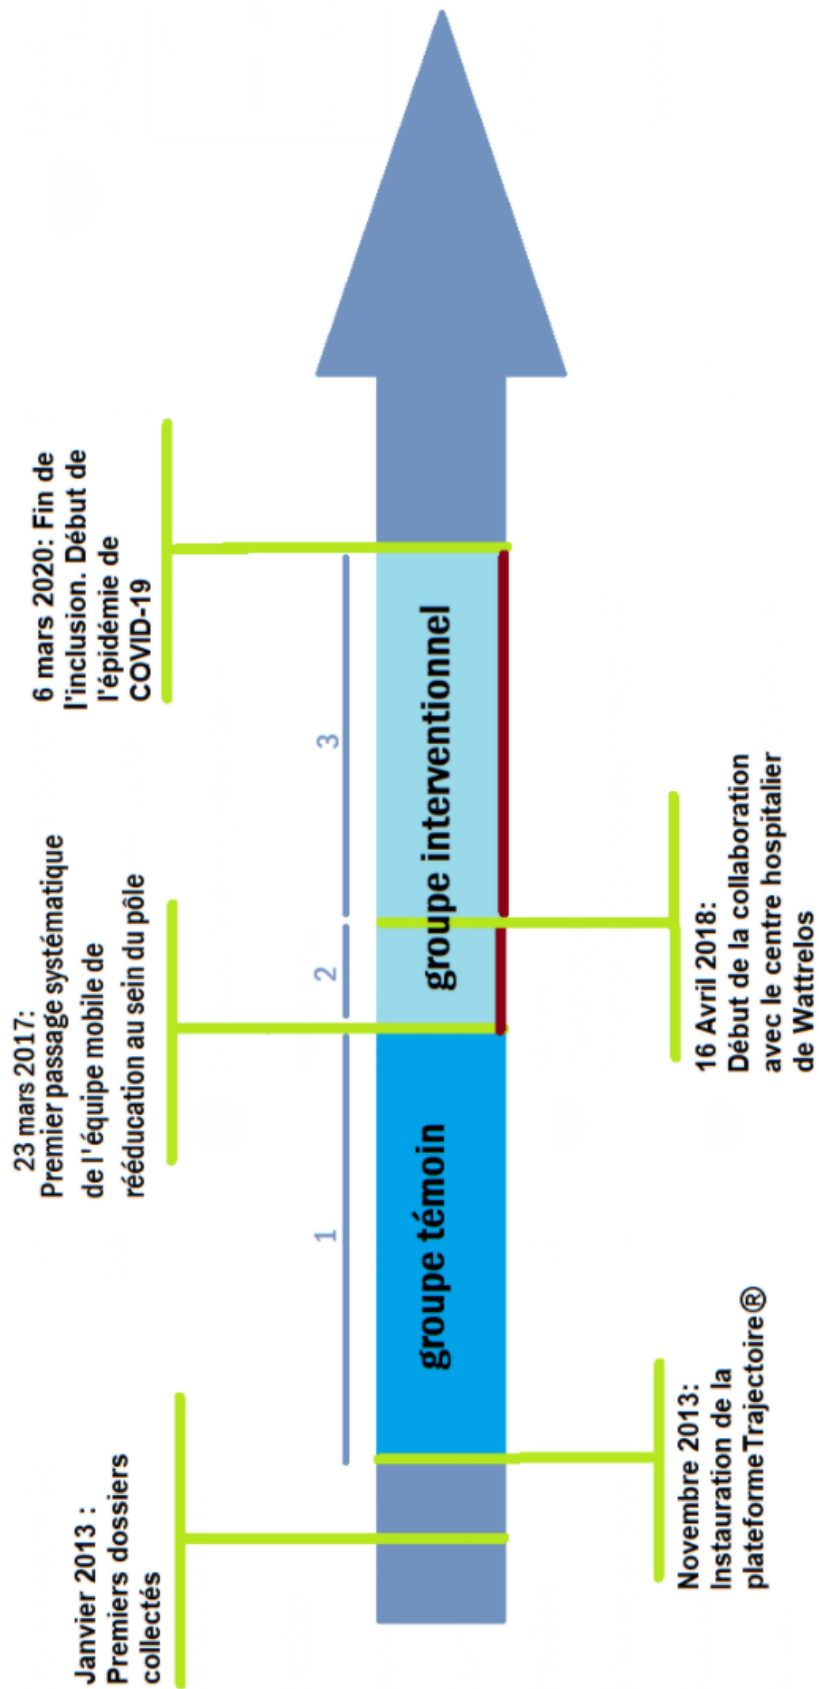 Janvier 2013 :
Premiers dossiers
collectés
23 mars 2017:
Premier passage systématique
de l'équipe mobile de
rééducation au sein du pôle
6 mars 2020: Fin de
l'inclusion. Début de
l'épidémie de
COVID-19
1
2
3
groupe témoin
groupe interventionnel
Novembre 2013:
Instauration de la
plateforme Trajectoire®
16 Avril 2018:
Début de la collaboration
avec le centre hospitalier
de Wattrelos